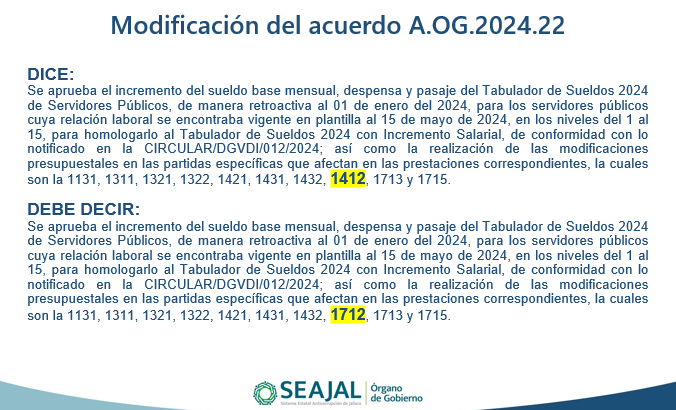 Modificación del acuerdo A.OG.2024.22
DICE:
Se aprueba el incremento del sueldo base mensual, despensa y pasaje del Tabulador de Sueldos 2024
de Servidores Públicos, de manera retroactiva al 01 de enero del 2024, para los servidores públicos
cuya relación laboral se encontraba vigente en plantilla al 15 de mayo de 2024, en los niveles del 1 al
15, para homologarlo al Tabulador de Sueldos 2024 con Incremento Salarial, de conformidad con lo
notificado en la CIRCULAR/DGVDI/012/2024; así como la realización de las modificaciones
presupuestales en las partidas específicas que afectan en las prestaciones correspondientes, la cuales
son la 1131, 1311, 1321, 1322, 1421, 1431, 1432, 1412, 1713 y 1715.
DEBE DECIR:
Se aprueba el incremento del sueldo base mensual, despensa y pasaje del Tabulador de Sueldos 2024
de Servidores Públicos, de manera retroactiva al 01 de enero del 2024, para los servidores públicos
cuya relación laboral se encontraba vigente en plantilla al 15 de mayo de 2024, en los niveles del 1 al
15, para homologarlo al Tabulador de Sueldos 2024 con Incremento Salarial, de conformidad con lo
notificado en la CIRCULAR/DGVDI/012/2024; así como la realización de las modificaciones
presupuestales en las partidas específicas que afectan en las prestaciones correspondientes, la cuales
son la 1131, 1311, 1321, 1322, 1421, 1431, 1432, 1712, 1713 y 1715.
SEAJAL
Sistema Estatal Anticorrupción de Jalisco
Órgano
de Gobierno